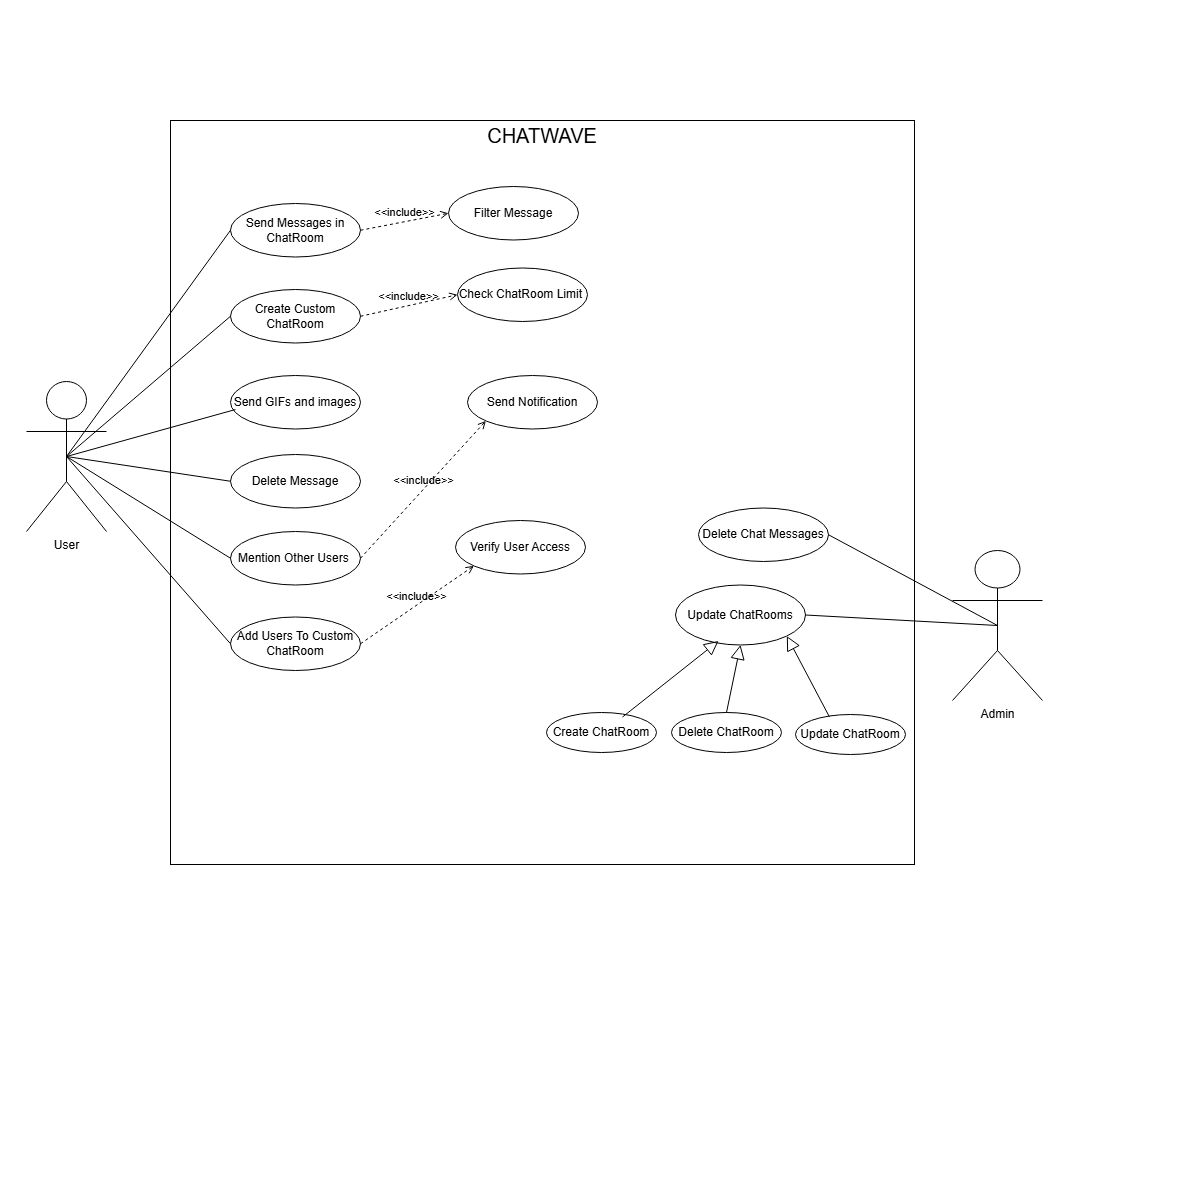 CHATWAVE
Send Messages in
ChatRoom
<<include>>
Filter Message
Create Custom
ChatRoom
<<include>>
Check ChatRoom Limit
Send GIFs and images
Send Notification
Delete Message
<<include>>
Mention Other Users
Verify User Access
<<include>>
Add Users To Custom
ChatRoom
User
Delete Chat Messages
Update ChatRooms
Create ChatRoom
Delete ChatRoom
Update ChatRoom
Admin